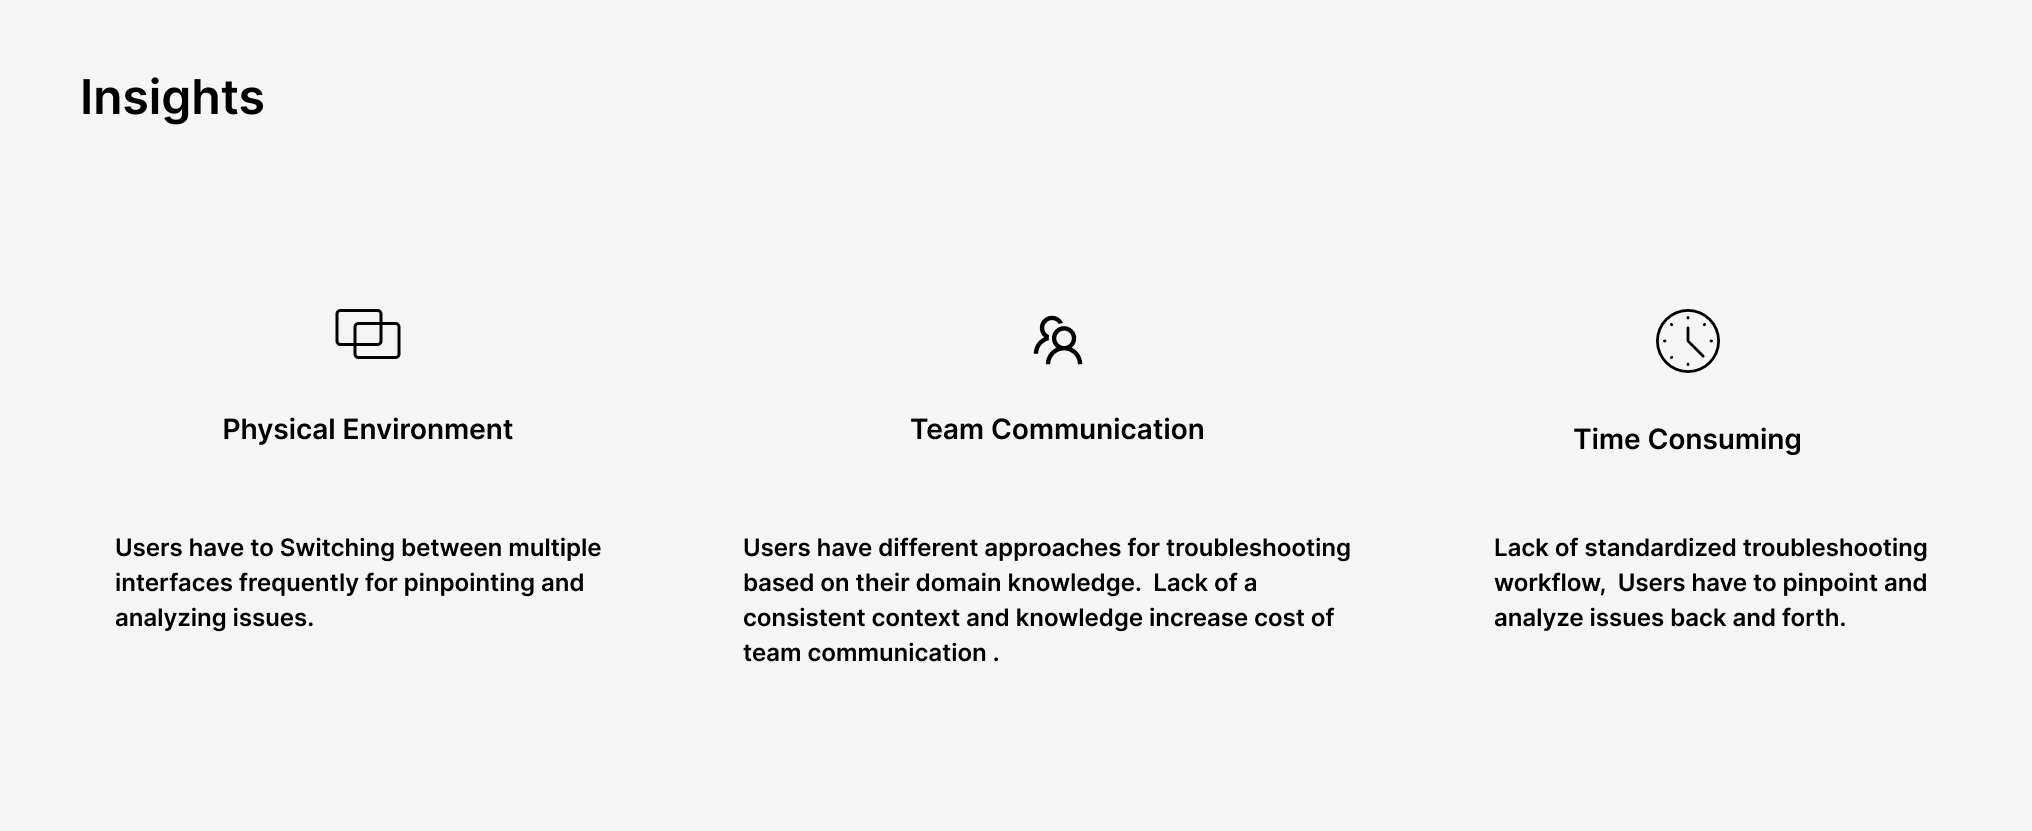 Insights
Physical Environment
Users have to Switching between multiple
interfaces frequently for pinpointing and
analyzing issues.
Team Communication
Users have different approaches for troubleshooting
based on their domain knowledge.  Lack of a
consistent context and knowledge increase cost of
team communication .
Time Consuming
Lack of standardized troubleshooting
workflow,  Users have to pinpoint and
analyze issues back and forth.